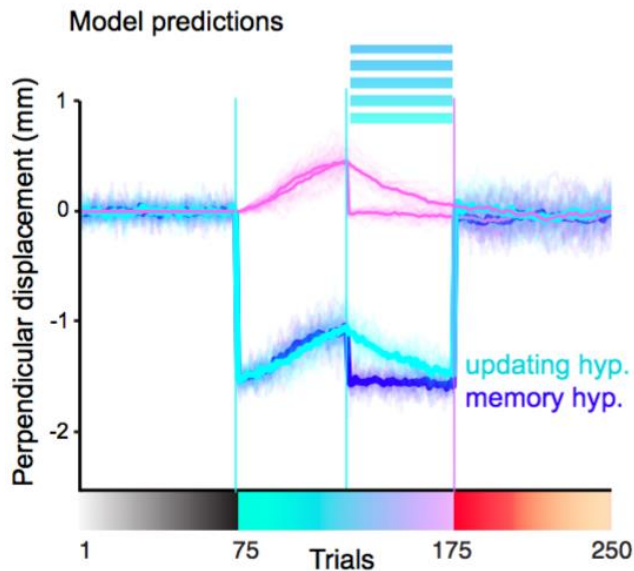 Model predictions
Perpendicular displacement (mm)
1
0
-1
-2
updating hyp.
memory hyp.
1
75
175
250
Trials